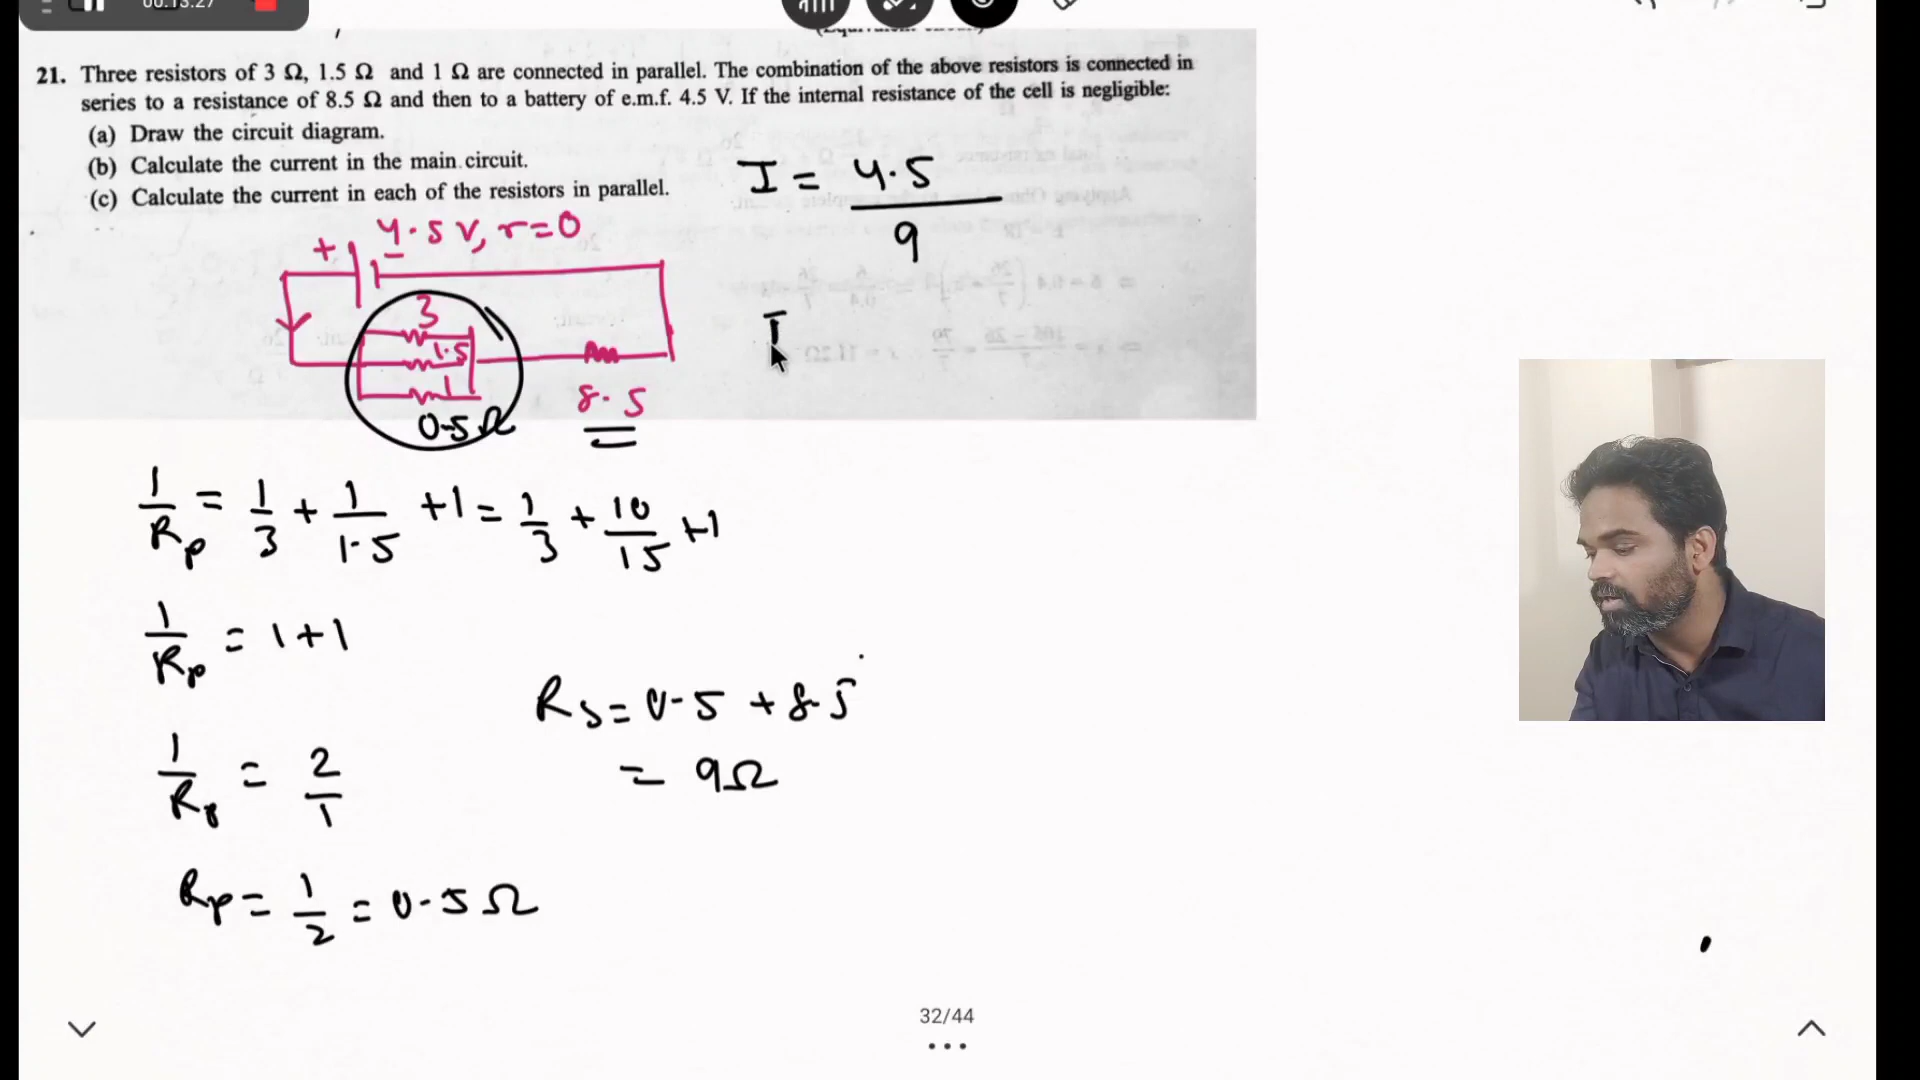 00:13:27
21. Three resistors of 3 Ω, 1.5 Ω and 1 Ω are connected in parallel. The combination of the above resistors is connected in
series to a resistance of 8.5 Ω and then to a battery of e.m.f. 4.5 V. If the internal resistance of the cell is negligible:
(a) Draw the circuit diagram.
(b) Calculate the current in the main circuit.
(c) Calculate the current in each of the resistors in parallel.
I = 4.5 / 9
+ 4.5 V, r=0
3
1.5
1
0.5 Ω
8.5
I
1/Rp = 1/3 + 1/1.5 +1 = 1/3 + 10/15 +1
1/Rp = 1+1
1/Rp = 2/1
Rp = 1/2 = 0.5 Ω
Rs = 0.5 + 8.5
= 9Ω
32/44